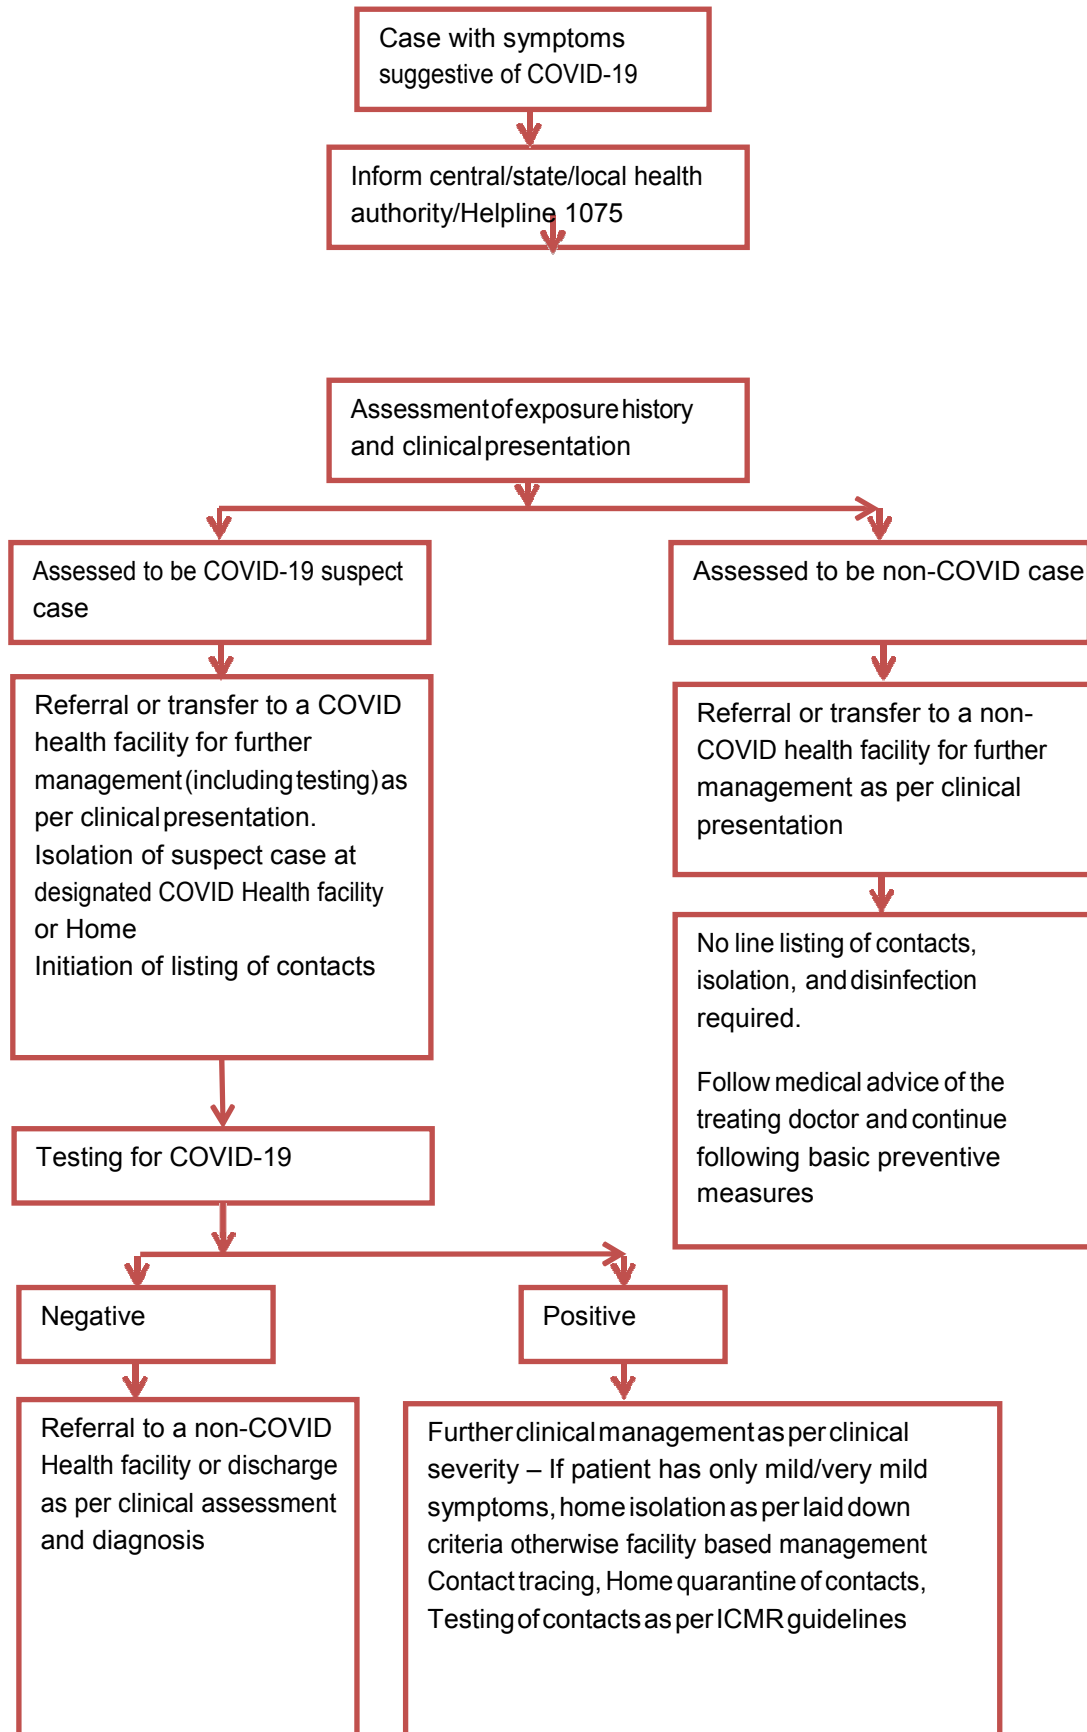 Case with symptoms
suggestive of COVID-19
Inform central/state/local health
authority/Helpline 1075
Assessment of exposure history
and clinical presentation
Assessed to be COVID-19 suspect
case
Assessed to be non-COVID case
Referral or transfer to a COVID
health facility for further
management (including testing) as
per clinical presentation.
Isolation of suspect case at
designated COVID Health facility
or Home
Initiation of listing of contacts
Referral or transfer to a non-
COVID health facility for further
management as per clinical
presentation
No line listing of contacts,
isolation, and disinfection
required.
Follow medical advice of the
treating doctor and continue
following basic preventive
measures
Testing for COVID-19
Negative
Positive
Referral to a non-COVID
Health facility or discharge
as per clinical assessment
and diagnosis
Further clinical management as per clinical
severity – If patient has only mild/very mild
symptoms, home isolation as per laid down
criteria otherwise facility based management
Contact tracing, Home quarantine of contacts,
Testing of contacts as per ICMR guidelines